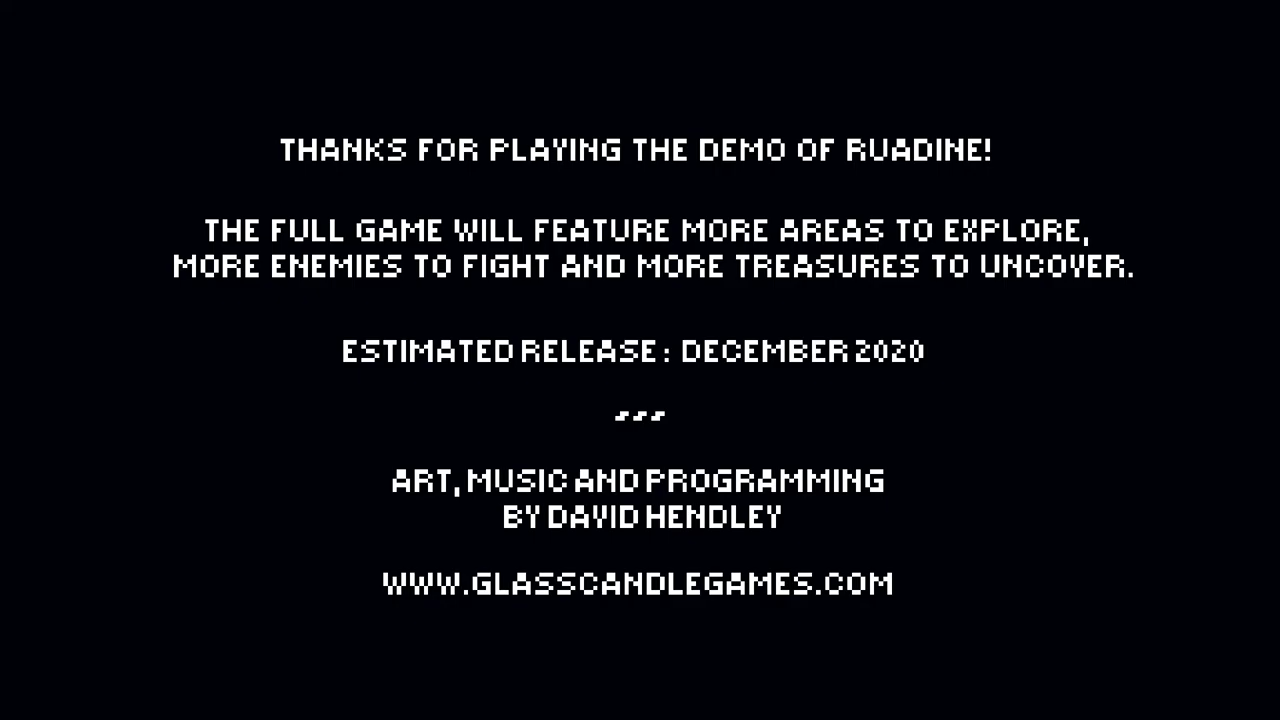 THANKS FOR PLAYING THE DEMO OF RUADINE!
THE FULL GAME WILL FEATURE MORE AREAS TO EXPLORE,
MORE ENEMIES TO FIGHT AND MORE TREASURES TO UNCOVER.
ESTIMATED RELEASE: DECEMBER 2020
---
ART, MUSIC AND PROGRAMMING
BY DAVID HENDLEY
WWW.GLASSCANDLEGAMES.COM